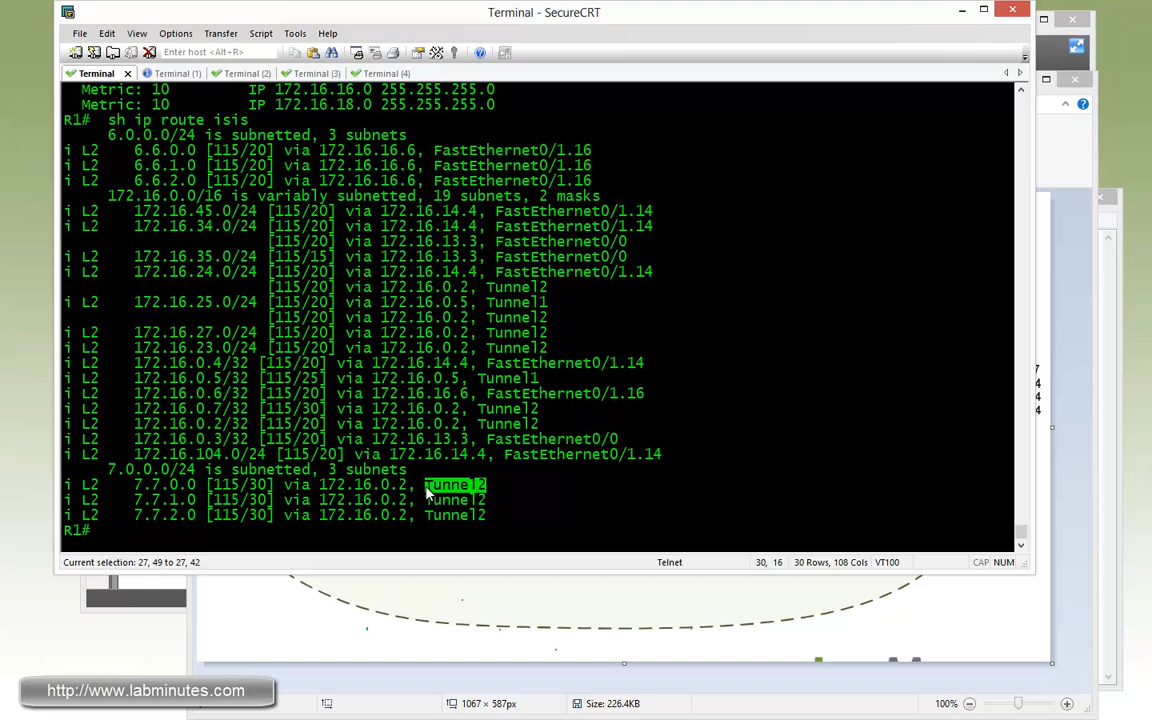 Terminal - SecureCRT
File Edit View Options Transfer Script Tools Help
Enter host <Alt+R>
Terminal Terminal (1) Terminal (2) Terminal (3) Terminal (4)
Metric: 10 IP 172.16.16.0 255.255.255.0
Metric: 10 IP 172.16.18.0 255.255.255.0
R1# sh ip route isis
6.0.0.0/24 is subnetted, 3 subnets
i L2 6.6.0.0 [115/20] via 172.16.16.6, FastEthernet0/1.16
i L2 6.6.1.0 [115/20] via 172.16.16.6, FastEthernet0/1.16
i L2 6.6.2.0 [115/20] via 172.16.16.6, FastEthernet0/1.16
172.16.0.0/16 is variably subnetted, 19 subnets, 2 masks
i L2 172.16.45.0/24 [115/20] via 172.16.14.4, FastEthernet0/1.14
i L2 172.16.34.0/24 [115/20] via 172.16.14.4, FastEthernet0/1.14
[115/20] via 172.16.13.3, FastEthernet0/0
i L2 172.16.35.0/24 [115/15] via 172.16.13.3, FastEthernet0/0
i L2 172.16.24.0/24 [115/20] via 172.16.14.4, FastEthernet0/1.14
[115/20] via 172.16.0.2, Tunnel2
i L2 172.16.25.0/24 [115/20] via 172.16.0.5, Tunnel1
[115/20] via 172.16.0.2, Tunnel2
i L2 172.16.27.0/24 [115/20] via 172.16.0.2, Tunnel2
i L2 172.16.23.0/24 [115/20] via 172.16.0.2, Tunnel2
i L2 172.16.0.4/32 [115/20] via 172.16.14.4, FastEthernet0/1.14
i L2 172.16.0.5/32 [115/25] via 172.16.0.5, Tunnel1
i L2 172.16.0.6/32 [115/20] via 172.16.16.6, FastEthernet0/1.16
i L2 172.16.0.7/32 [115/30] via 172.16.0.2, Tunnel2
i L2 172.16.0.2/32 [115/20] via 172.16.0.2, Tunnel2
i L2 172.16.0.3/32 [115/20] via 172.16.13.3, FastEthernet0/0
i L2 172.16.104.0/24 [115/20] via 172.16.14.4, FastEthernet0/1.14
7.0.0.0/24 is subnetted, 3 subnets
i L2 7.7.0.0 [115/30] via 172.16.0.2, Tunnel2
i L2 7.7.1.0 [115/30] via 172.16.0.2, Tunnel2
i L2 7.7.2.0 [115/30] via 172.16.0.2, Tunnel2
R1#
Current selection: 27, 49 to 27, 42 Telnet 30, 16 30 Rows, 108 Cols VT100 CAP NUM
7
4
4
4
http://www.labminutes.com
1067 × 587px Size: 226.4KB 100%